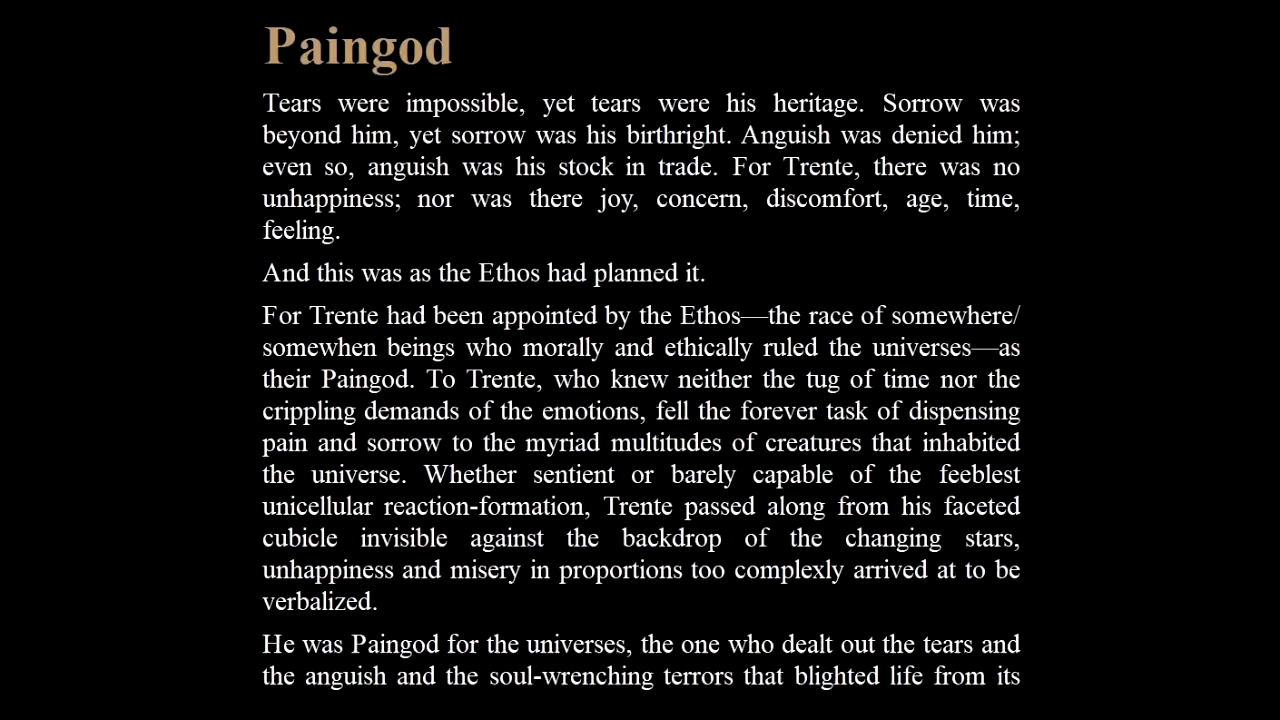 Paingod
Tears were impossible, yet tears were his heritage. Sorrow was
beyond him, yet sorrow was his birthright. Anguish was denied him;
even so, anguish was his stock in trade. For Trente, there was no
unhappiness; nor was there joy, concern, discomfort, age, time,
feeling.
And this was as the Ethos had planned it.
For Trente had been appointed by the Ethos—the race of somewhere/
somewhen beings who morally and ethically ruled the universes—as
their Paingod. To Trente, who knew neither the tug of time nor the
crippling demands of the emotions, fell the forever task of dispensing
pain and sorrow to the myriad multitudes of creatures that inhabited
the universe. Whether sentient or barely capable of the feeblest
unicellular reaction-formation, Trente passed along from his faceted
cubicle invisible against the backdrop of the changing stars,
unhappiness and misery in proportions too complexly arrived at to be
verbalized.
He was Paingod for the universes, the one who dealt out the tears and
the anguish and the soul-wrenching terrors that blighted life from its